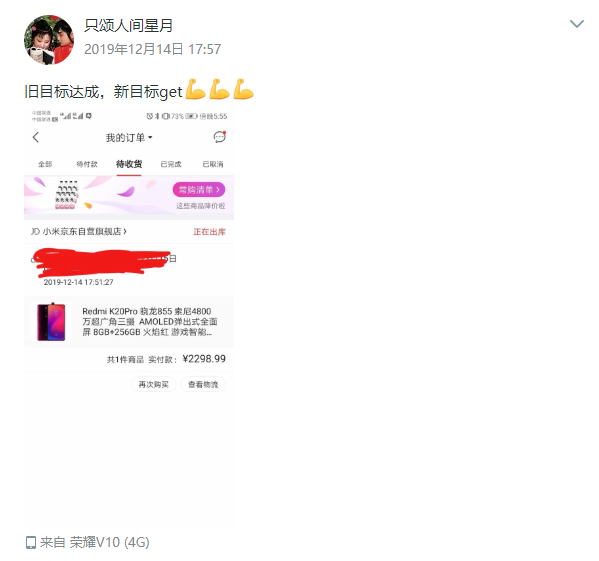 只颂人间星月
2019年12月14日 17:57
旧目标达成，新目标get💪💪💪
中国联通
中国移动
73% 傍晚5:55
我的订单
全部 待付款 待收货 已完成 已取消
常购清单 >
这些商品降价啦
JD 小米京东自营旗舰店 >
正在出库
15日
2019-12-14 17:51:27
Redmi K20Pro 骁龙855 索尼4800
万超广角三摄 AMOLED弹出式全面
屏 8GB+256GB 火焰红 游戏智能...
共1件商品 实付款：¥2298.99
再次购买 查看物流
来自 荣耀V10 (4G)